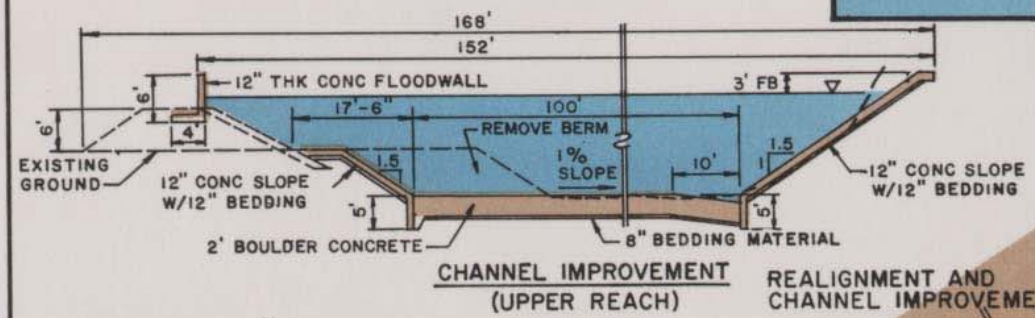 168'
152'
12" THK CONC FLOODWALL
3' FB
6'
6'
4'
17'-6"
100'
REMOVE BERM
1%
SLOPE
10'
1.5
1
1.5
EXISTING
GROUND
12" CONC SLOPE
W/12" BEDDING
12" CONC SLOPE
W/12" BEDDING
5'
5'
2' BOULDER CONCRETE
8" BEDDING MATERIAL
CHANNEL IMPROVEMENT
(UPPER REACH)
REALIGNMENT AND
CHANNEL IMPROVEME